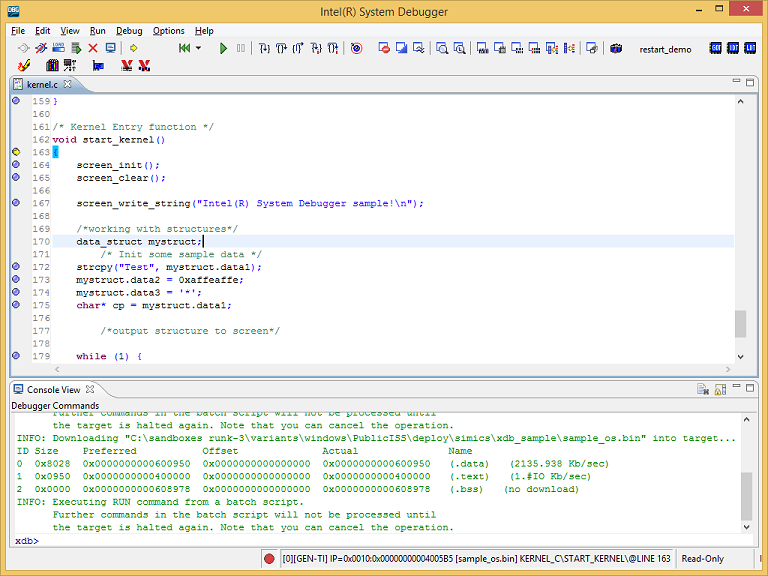 DBG
Intel(R) System Debugger
File Edit View Run Debug Options Help
LOAD
restart_demo
GDT IDT LDT
kernel.c
159 }
160
161 /* Kernel Entry function */
162 void start_kernel()
163 {
164 screen_init();
165 screen_clear();
166
167 screen_write_string("Intel(R) System Debugger sample!\n");
168
169 /*working with structures*/
170 data_struct mystruct;
171 /* Init some sample data */
172 strcpy("Test", mystruct.data1);
173 mystruct.data2 = 0xaffeaffe;
174 mystruct.data3 = '*';
175 char* cp = mystruct.data1;
176
177 /*output structure to screen*/
178
179 while (1) {
Console View
Debugger Commands
Further commands in the batch script will not be processed until
the target is halted again. Note that you can cancel the operation.
INFO: Downloading "C:\sandboxes runk-3\variants\windows\PublicISS\deploy\simics\xdb_sample\sample_os.bin" into target...
ID Size Preferred Offset Actual Name
0 0x8028 0x0000000000600950 0x0000000000000000 0x0000000000600950 (.data) (2135.938 Kb/sec)
1 0x0950 0x0000000000400000 0x0000000000000000 0x0000000000400000 (.text) (1.#IO Kb/sec)
2 0x0000 0x0000000000608978 0x0000000000000000 0x0000000000608978 (.bss) (no download)
INFO: Executing RUN command from a batch script.
Further commands in the batch script will not be processed until
the target is halted again. Note that you can cancel the operation.
xdb>
[0][GEN-TI] IP=0x0010:0x00000000004005B5 [sample_os.bin] KERNEL_C\START_KERNEL\@LINE 163 Read-Only